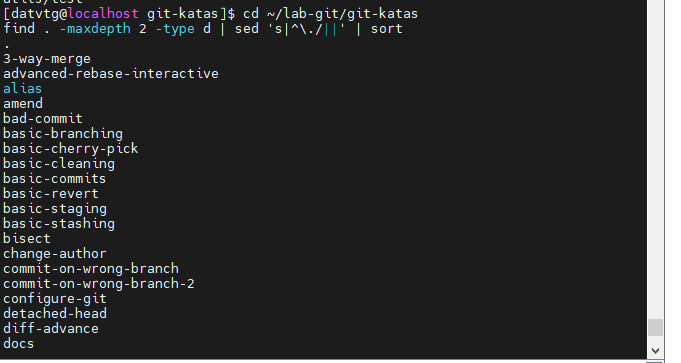 utils/test
[datvtg@localhost git-katas]$ cd ~/lab-git/git-katas
find . -maxdepth 2 -type d | sed 's|^\./||' | sort
.
3-way-merge
advanced-rebase-interactive
alias
amend
bad-commit
basic-branching
basic-cherry-pick
basic-cleaning
basic-commits
basic-revert
basic-staging
basic-stashing
bisect
change-author
commit-on-wrong-branch
commit-on-wrong-branch-2
configure-git
detached-head
diff-advance
docs